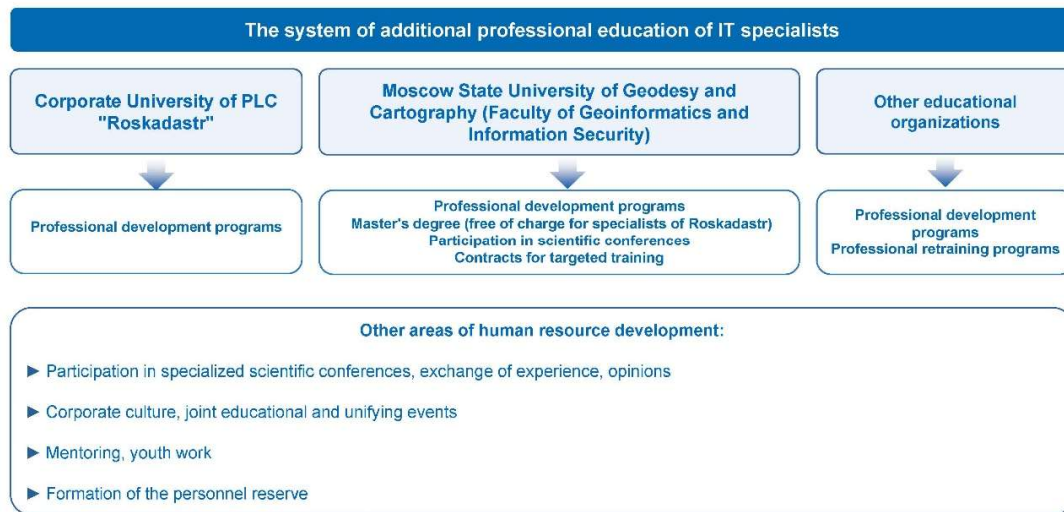 The system of additional professional education of IT specialists
Corporate University of PLC
"Roskadastr"
Moscow State University of Geodesy and
Cartography (Faculty of Geoinformatics and
Information Security)
Other educational
organizations
Professional development programs
Professional development programs
Master's degree (free of charge for specialists of Roskadastr)
Participation in scientific conferences
Contracts for targeted training
Professional development
programs
Professional retraining programs
Other areas of human resource development:
► Participation in specialized scientific conferences, exchange of experience, opinions
► Corporate culture, joint educational and unifying events
► Mentoring, youth work
► Formation of the personnel reserve